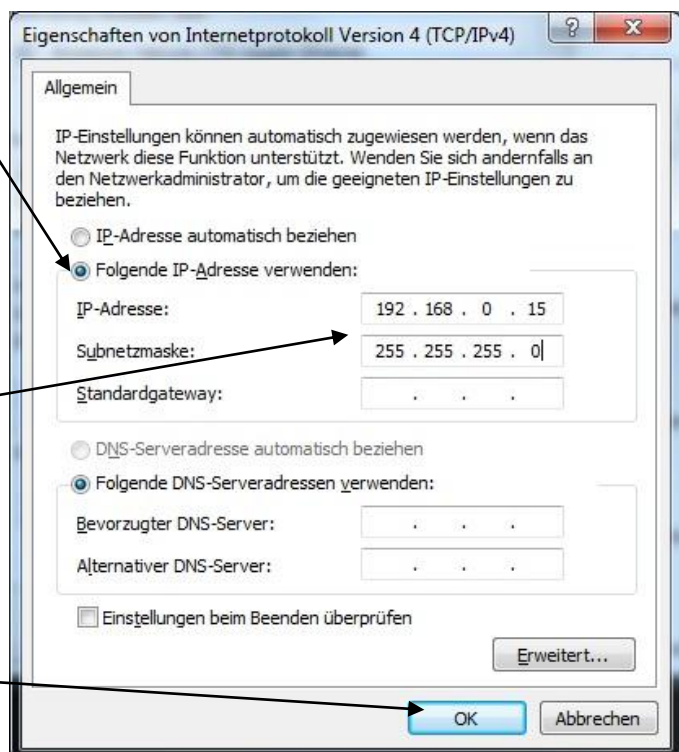 Eigenschaften von Internetprotokoll Version 4 (TCP/IPv4)
Allgemein
IP-Einstellungen können automatisch zugewiesen werden, wenn das
Netzwerk diese Funktion unterstützt. Wenden Sie sich andernfalls an
den Netzwerkadministrator, um die geeigneten IP-Einstellungen zu
beziehen.
IP-Adresse automatisch beziehen
Folgende IP-Adresse verwenden:
IP-Adresse: 192 . 168 . 0 . 15
Subnetzmaske: 255 . 255 . 255 . 0
Standardgateway: . . .
DNS-Serveradresse automatisch beziehen
Folgende DNS-Serveradressen verwenden:
Bevorzugter DNS-Server: . . .
Alternativer DNS-Server: . . .
Einstellungen beim Beenden überprüfen
Erweitert...
OK Abbrechen